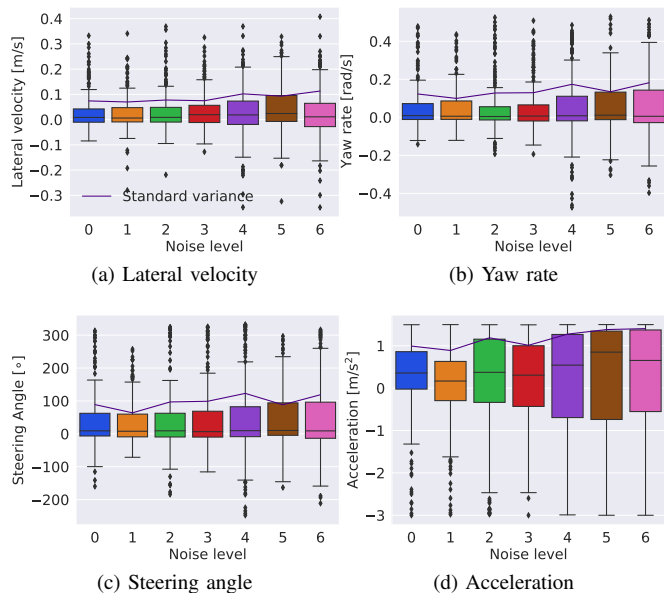 Lateral velocity [m/s]
0.4
0.3
0.2
0.1
0.0
−0.1
−0.2
−0.3
Standard variance
0 1 2 3 4 5 6
Noise level
(a) Lateral velocity
Yaw rate [rad/s]
0.4
0.2
0.0
−0.2
−0.4
0 1 2 3 4 5 6
Noise level
(b) Yaw rate
Steering Angle [∘]
300
200
100
0
−100
−200
0 1 2 3 4 5 6
Noise level
(c) Steering angle
Acceleration [m/s²]
1
0
−1
−2
−3
0 1 2 3 4 5 6
Noise level
(d) Acceleration